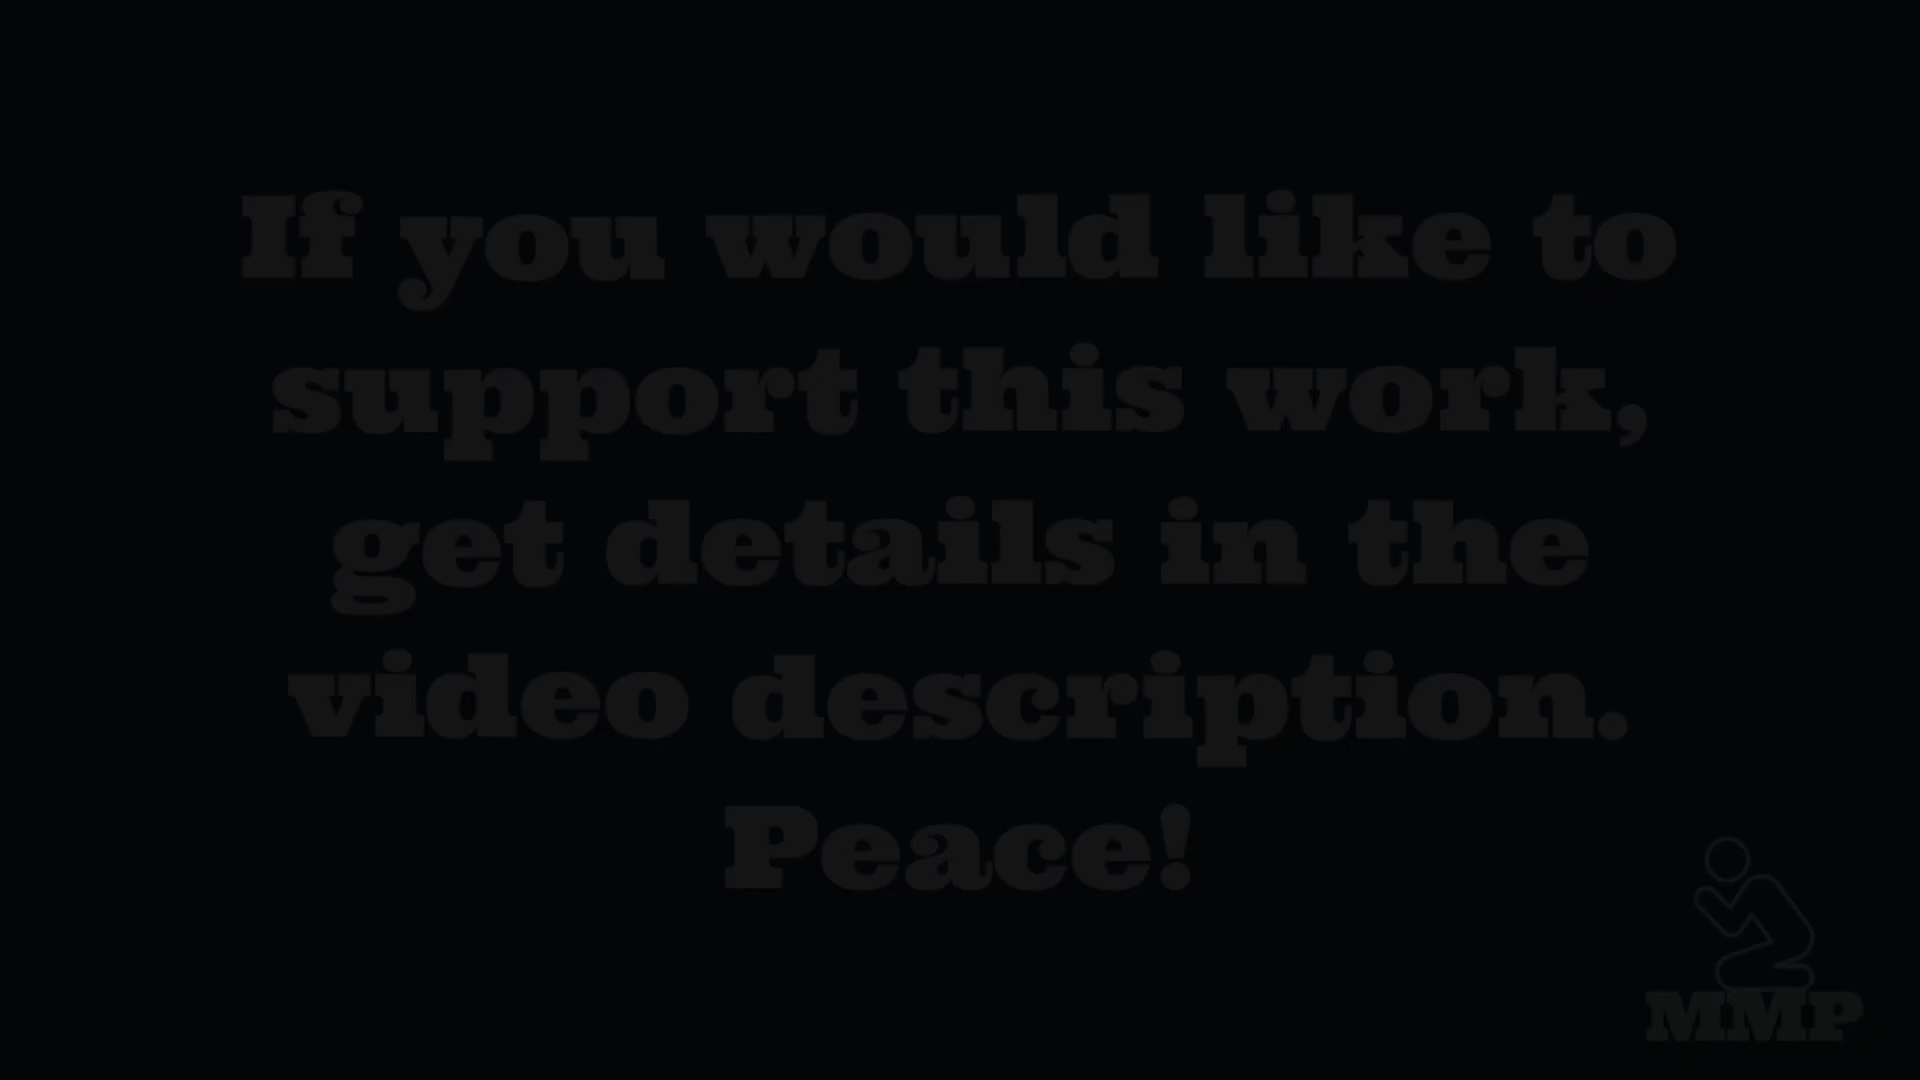 If you would like to
support this work,
get details in the
video description.
Peace!
MMP